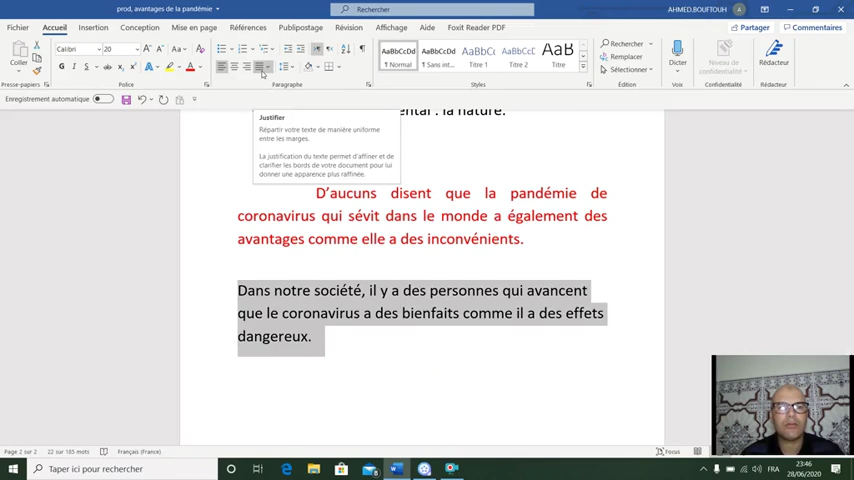 prod, avantages de la pandémie
Rechercher
AHMED.BOUFTOUH
Fichier Accueil Insertion Conception Mise en page Références Publipostage Révision Affichage Aide Foxit Reader PDF
Partager Commentaires
Coller
Calibri 20
AaBbCcDd AaBbCcDd AaBbCc AaBbCcD AaB
Normal Sans int... Titre 1 Titre 2 Titre
Rechercher
Remplacer
Sélectionner
Dicter
Niveau de confidentialité
Rédacteur
Presse-papiers Police Paragraphe Styles Édition Voix Confidentialité Rédacteur
Enregistrement automatique
Justifier
Répartir votre texte de manière uniforme
entre les marges.
La justification du texte permet d'affiner et de
clarifier les bords de votre document pour lui
donner une apparence plus raffinée.
: la nature.
D'aucuns disent que la pandémie de
coronavirus qui sévit dans le monde a également des
avantages comme elle a des inconvénients.
Dans notre société, il y a des personnes qui avancent
que le coronavirus a des bienfaits comme il a des effets
dangereux.
Page 2 sur 2 22 sur 185 mots Français (France) Focus
Taper ici pour rechercher
FRA
23:46
28/06/2020